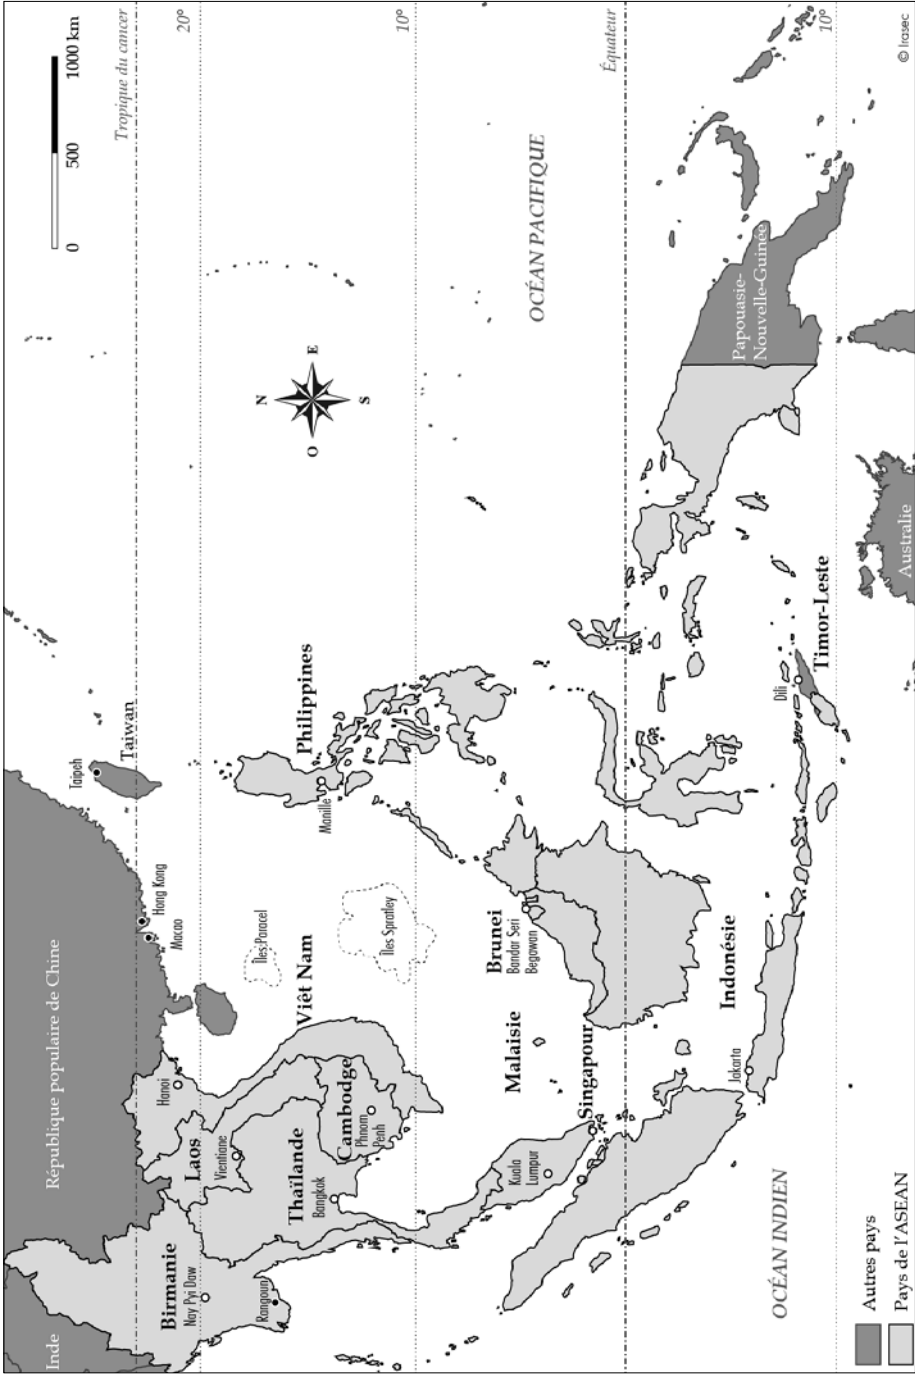 0
500
1000 km
Tropique du cancer
20°
10°
Équateur
10°
© Irasec
N
E
S
O
OCÉAN PACIFIQUE
OCÉAN INDIEN
Inde
République populaire de Chine
Hong Kong
Macao
Taipeh
Taiwan
Birmanie
Nay Pyi Daw
Rangoun
Laos
Vientiane
Hanoi
Thaïlande
Bangkok
Cambodge
Phnom
Penh
Viêt Nam
Îles Paracel
Îles Spratley
Philippines
Manille
Malaisie
Kuala
Lumpur
Singapour
Brunei
Bandar Seri
Begawan
Indonésie
Jakarta
Dili
Timor-Leste
Papouasie-
Nouvelle-Guinée
Australie
Autres pays
Pays de l'ASEAN